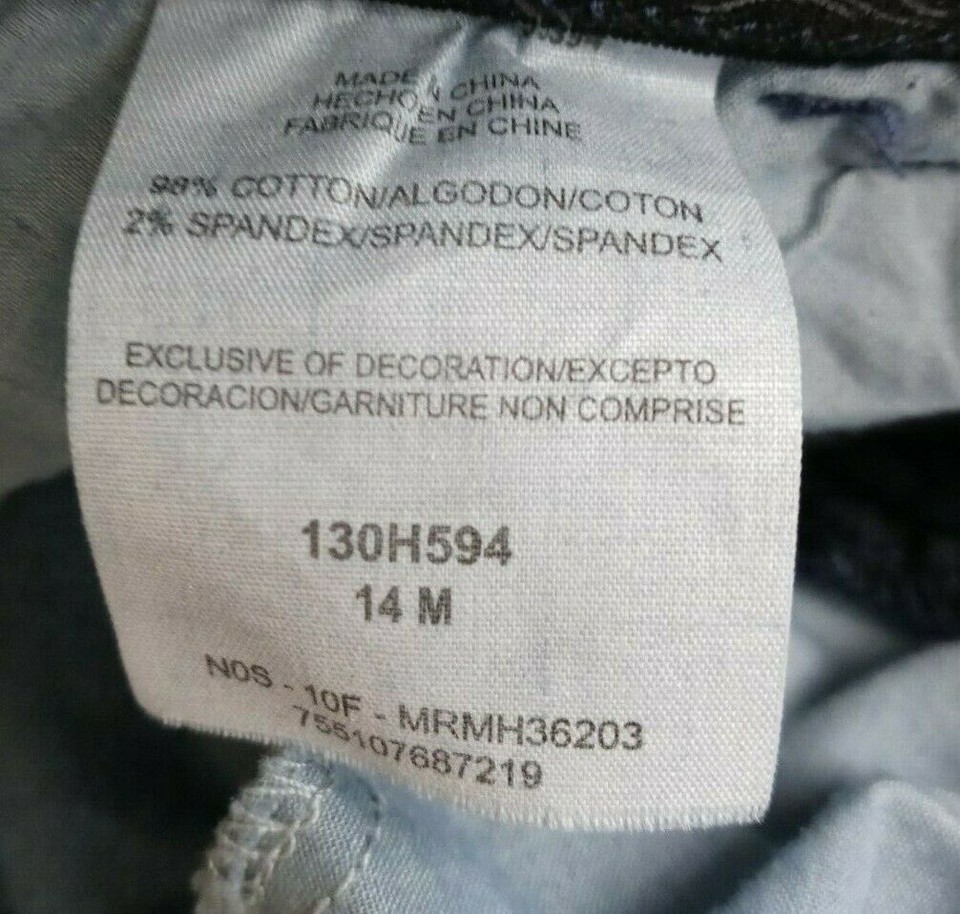 MADE IN CHINA
HECHO EN CHINA
FABRIQUE EN CHINE
98% COTTON/ALGODON/COTON
2% SPANDEX/SPANDEX/SPANDEX
EXCLUSIVE OF DECORATION/EXCEPTO
DECORACION/GARNITURE NON COMPRISE
130H594
14 M
N0S - 10F - MRMH36203
755107687219